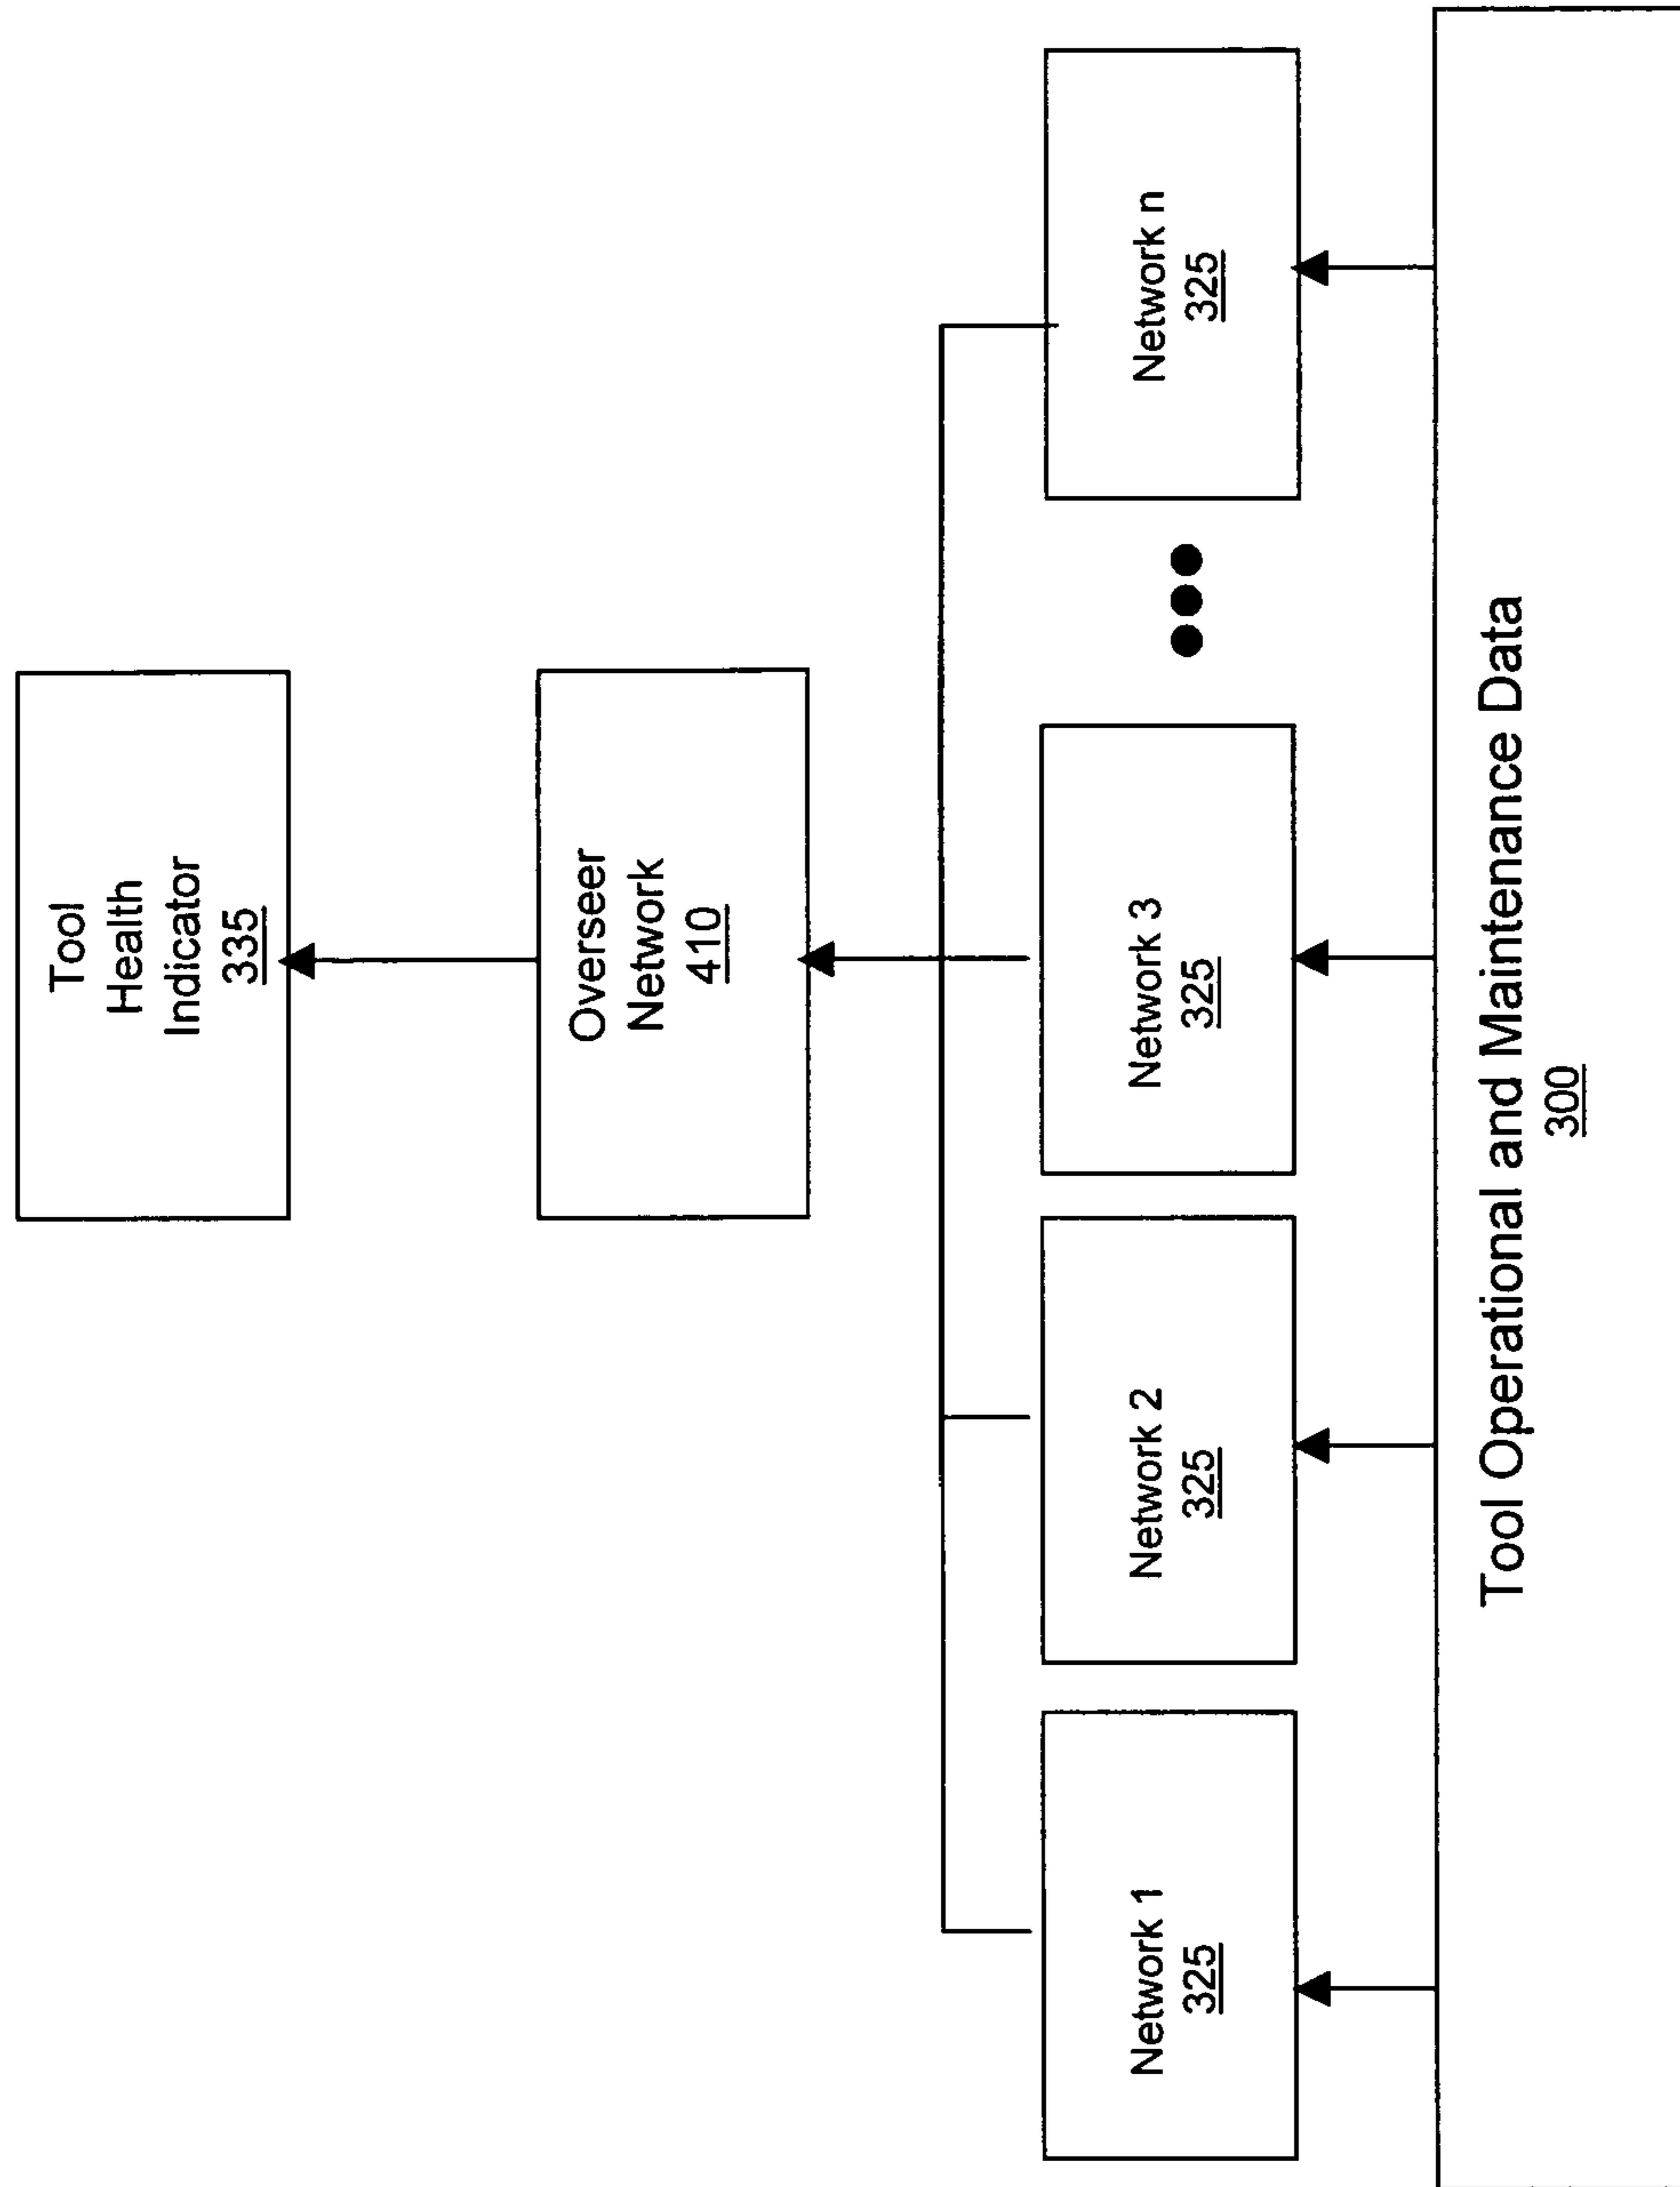 Tool
Health
Indicator
335
Overseer
Network
410
Network 1
325
Network 2
325
Network 3
325
Network n
325
Tool Operational and Maintenance Data
300